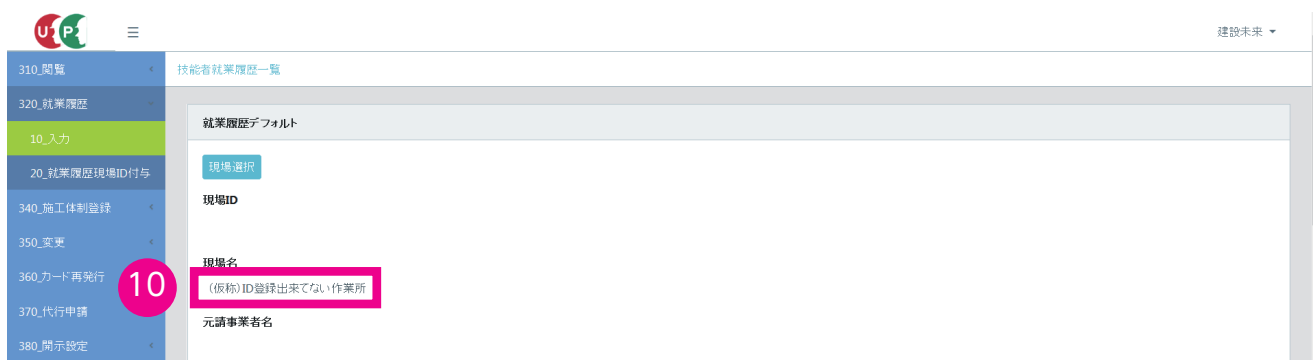 U P
建設未来
310_閲覧
技能者就業履歴一覧
320_就業履歴
就業履歴デフォルト
10_入力
現場選択
20_就業履歴現場ID付与
現場ID
340_施工体制登録
350_変更
現場名
360_カード再発行
10
(仮称)ID登録出来てない作業所
370_代行申請
元請事業者名
380_開示設定